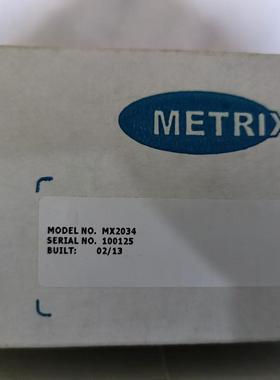 METRIX
MODEL NO. MX2034
SERIAL NO. 100125
BUILT: 02/13